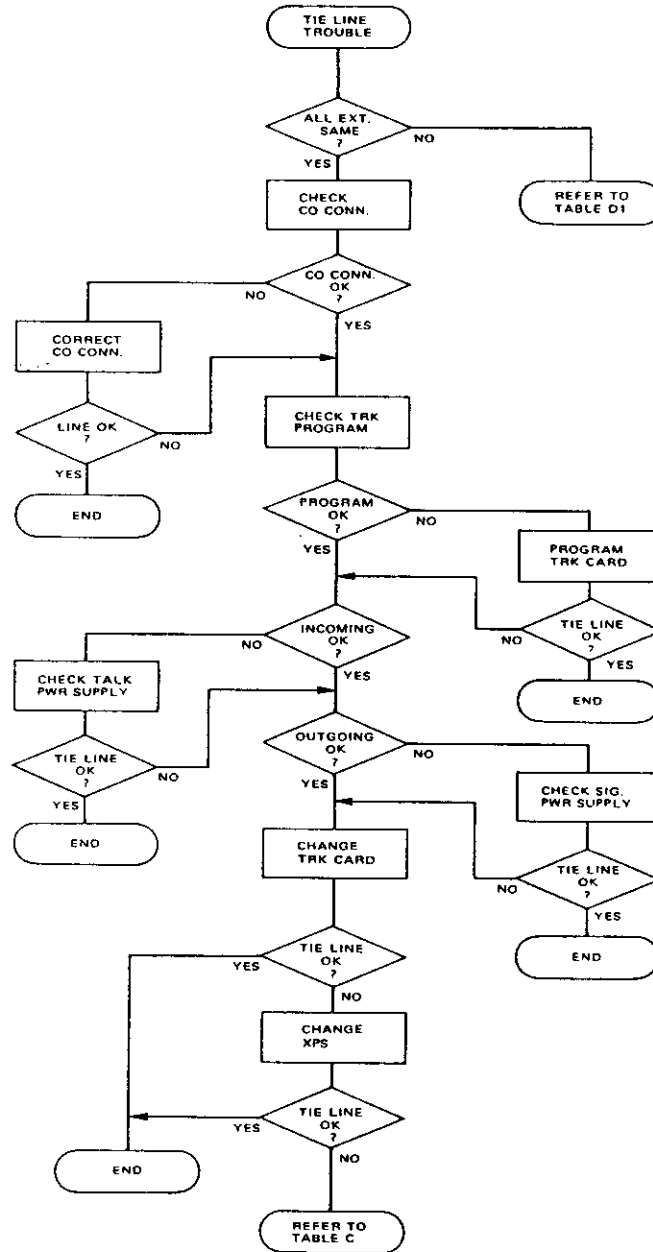 TIE LINE
TROUBLE
ALL EXT.
SAME
?
NO
YES
CHECK
CO CONN.
REFER TO
TABLE D1
CO CONN.
OK
?
NO
YES
CORRECT
CO CONN.
LINE OK
?
NO
YES
END
CHECK TRK
PROGRAM
PROGRAM
OK
?
NO
YES
PROGRAM
TRK CARD
TIE LINE
OK
?
NO
YES
END
INCOMING
OK
?
NO
YES
CHECK TALK
PWR SUPPLY
TIE LINE
OK
?
NO
YES
END
OUTGOING
OK
?
NO
YES
CHECK SIG.
PWR SUPPLY
TIE LINE
OK
?
NO
YES
END
CHANGE
TRK CARD
TIE LINE
OK
?
YES
NO
CHANGE
XPS
TIE LINE
OK
?
YES
NO
END
REFER TO
TABLE C